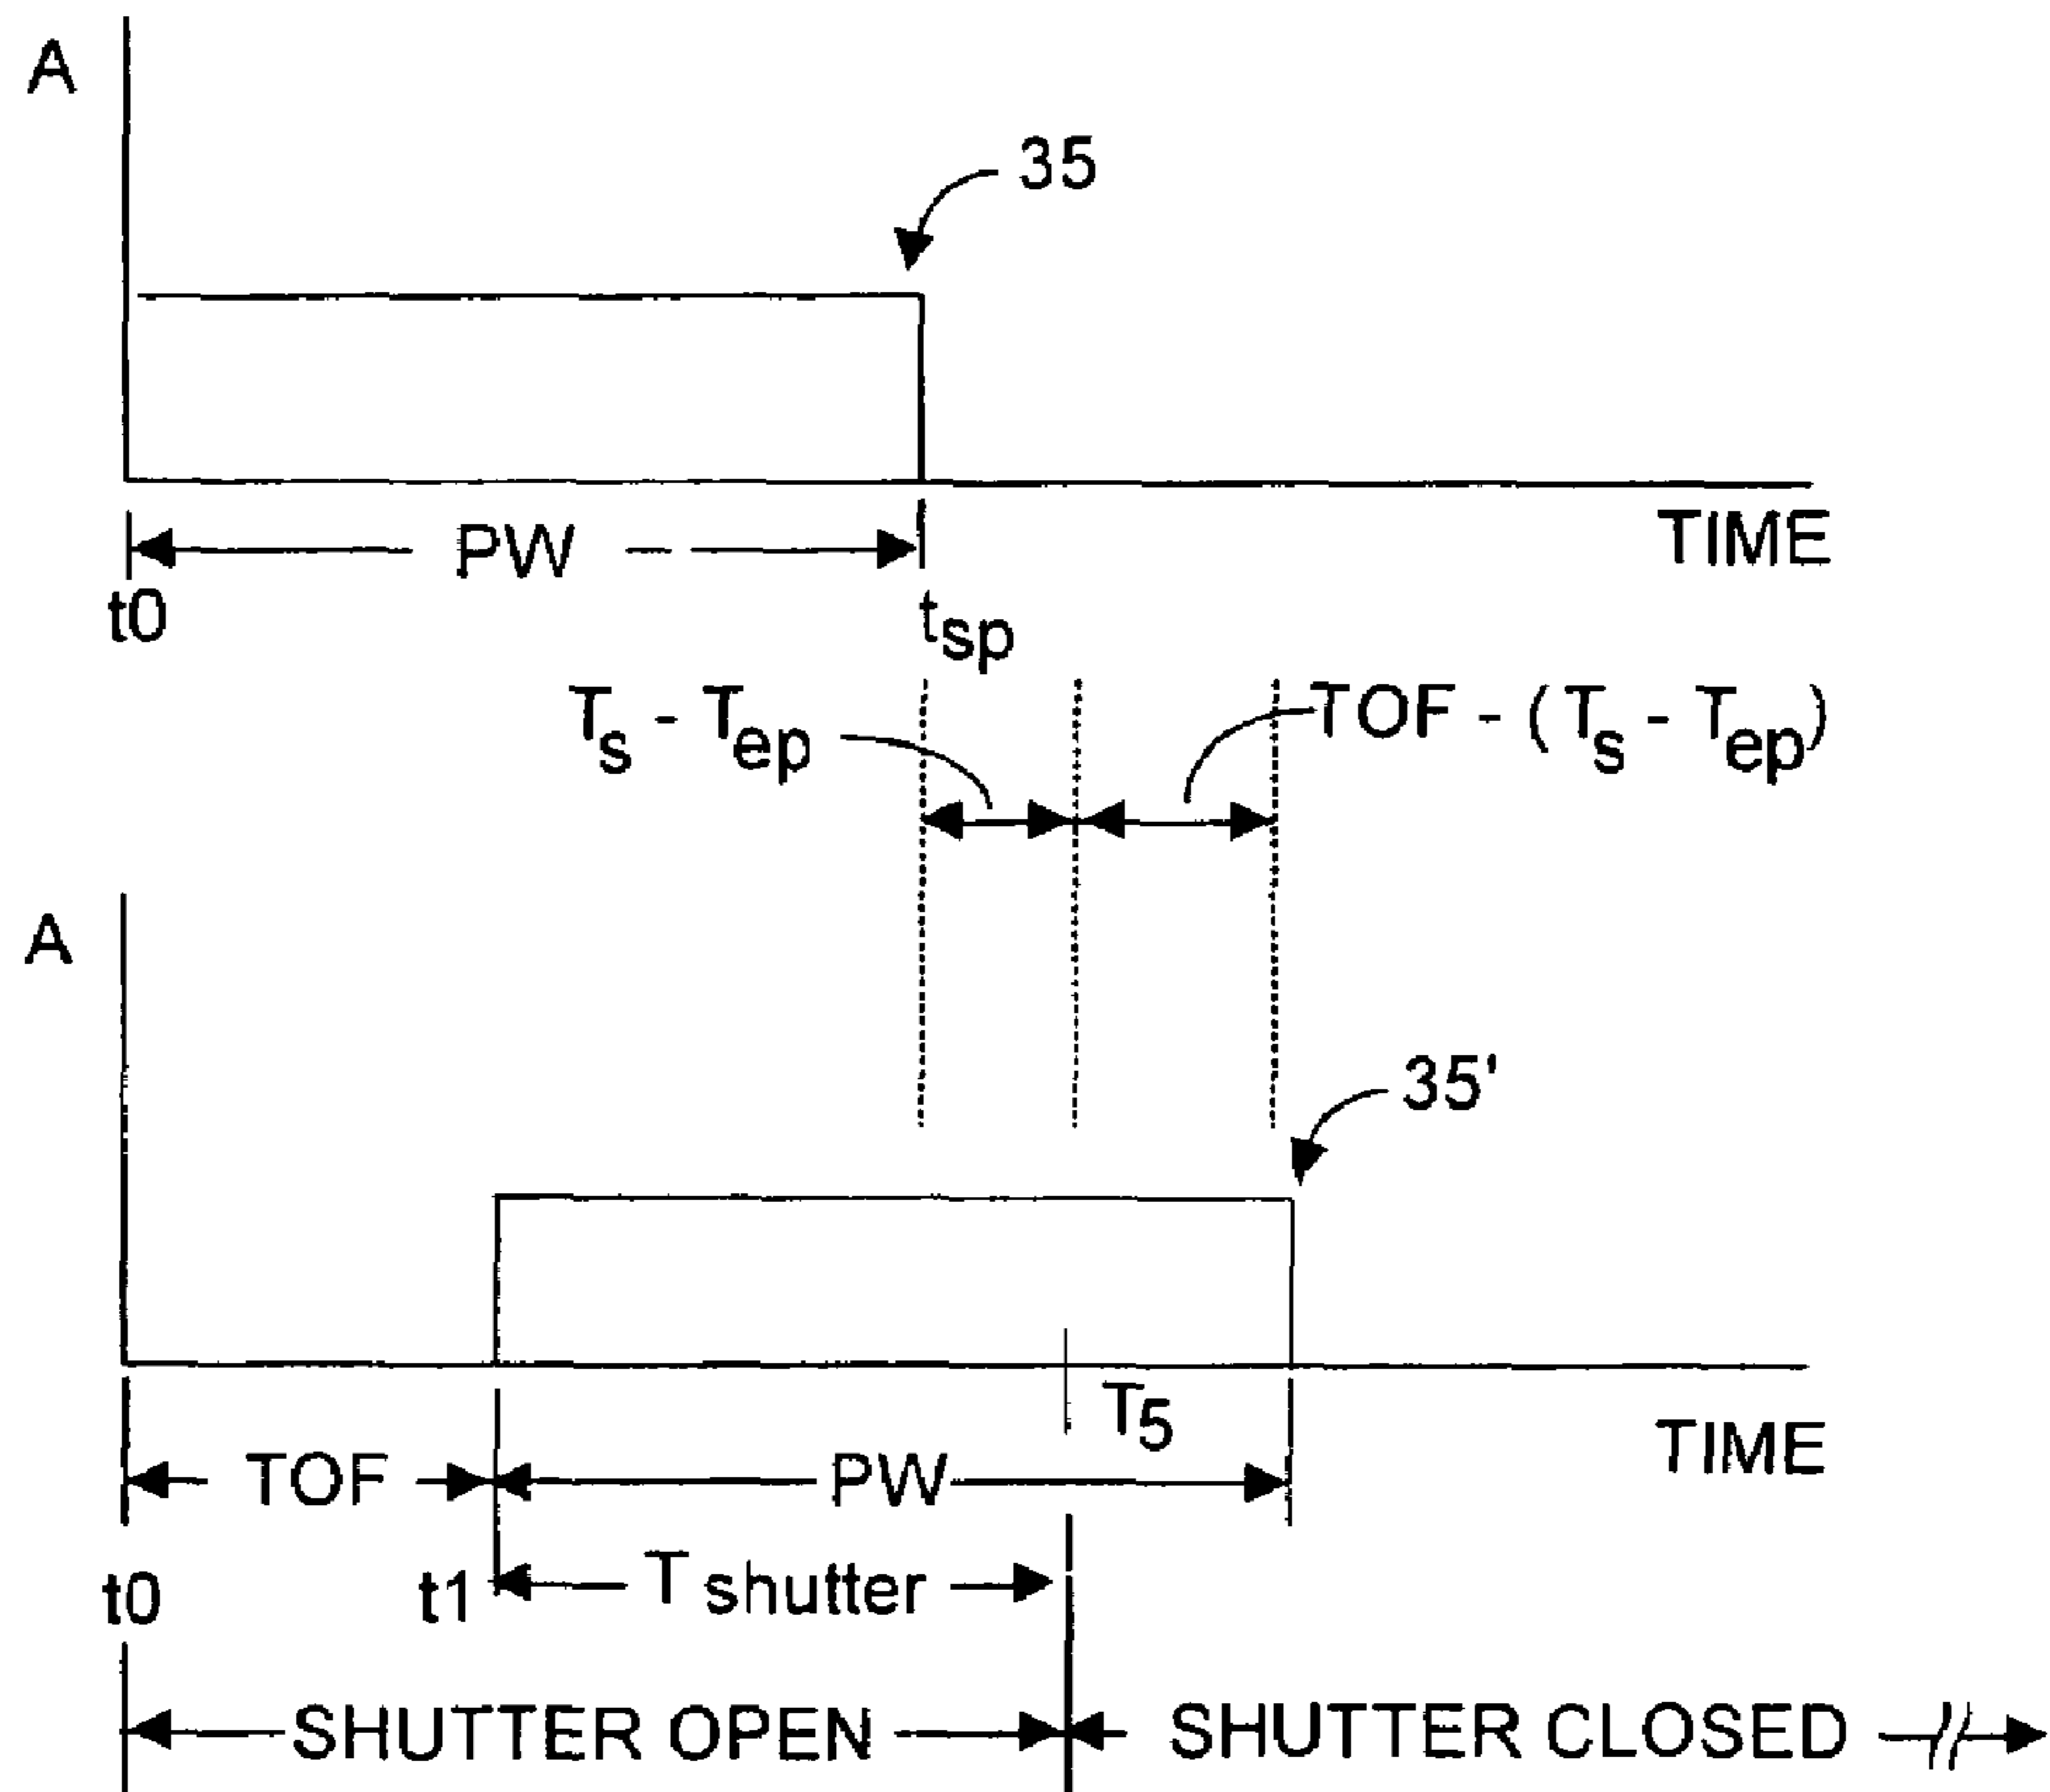 A
35
PW
TIME
t0
tsp
Ts - Tep
TOF - (Ts - Tep)
A
35'
T5
TIME
TOF
PW
t0
t1
Tshutter
SHUTTER OPEN
SHUTTER CLOSED